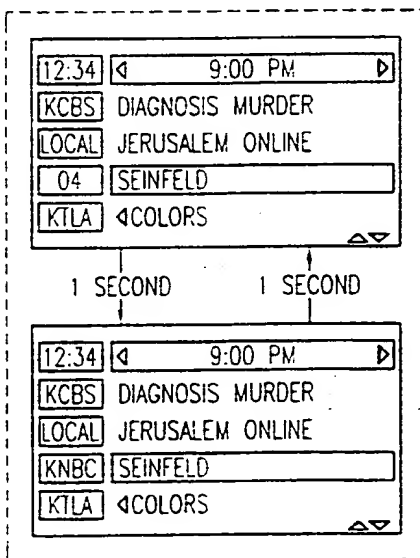 12:34 9:00 PM
KCBS DIAGNOSIS MURDER
LOCAL JERUSALEM ONLINE
04 SEINFELD
KTLA COLORS
1 SECOND 1 SECOND
12:34 9:00 PM
KCBS DIAGNOSIS MURDER
LOCAL JERUSALEM ONLINE
KNBC SEINFELD
KTLA COLORS